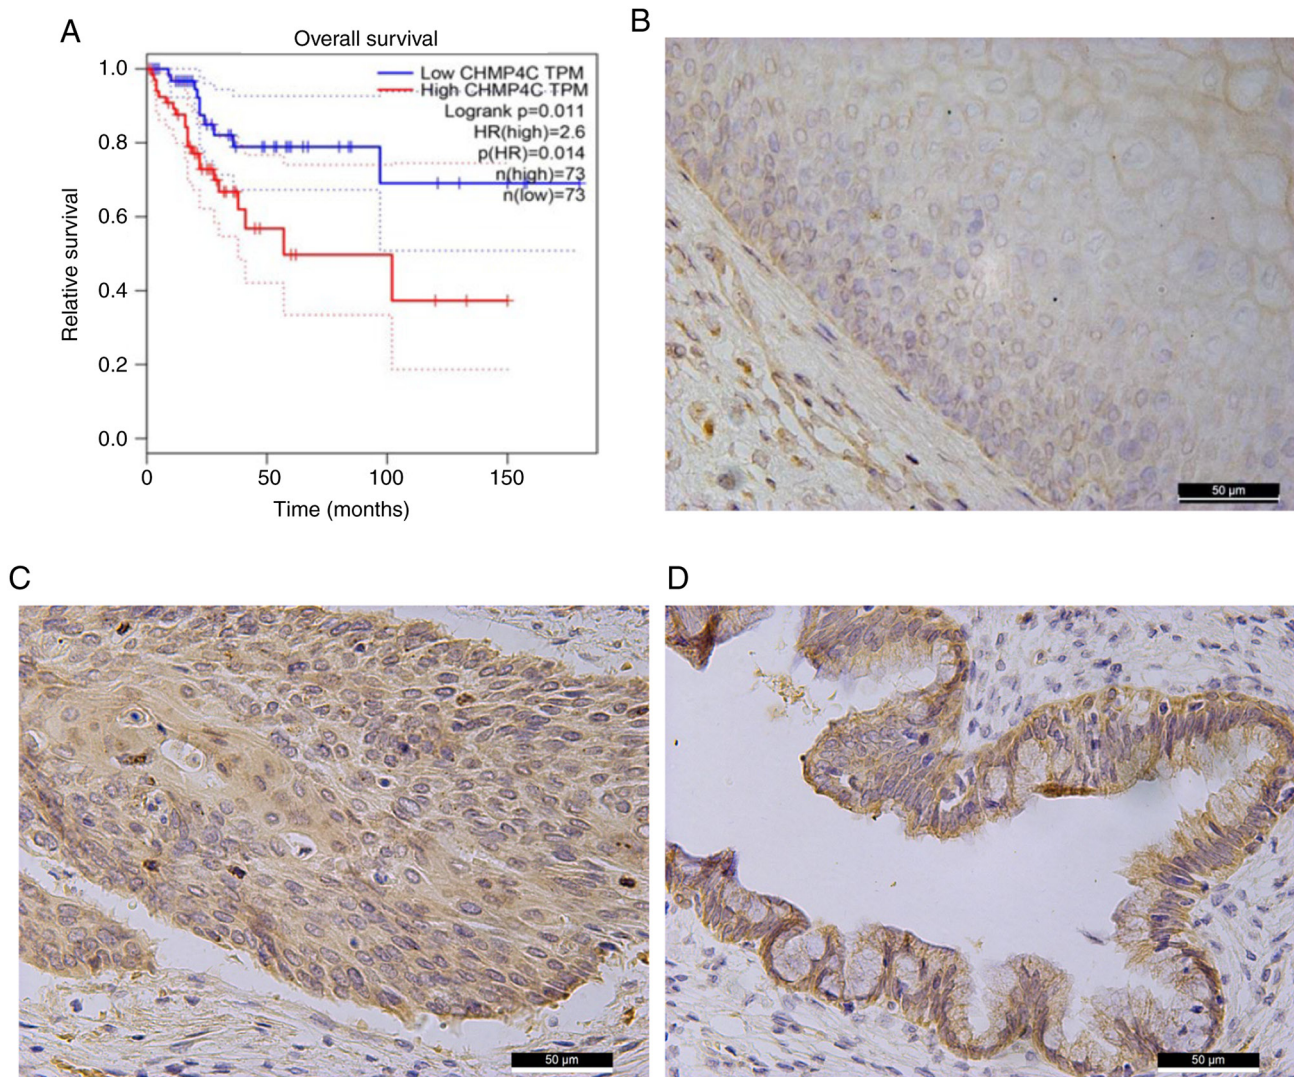 A
Overall survival
Low CHMP4C TPM
High CHMP4C TPM
Logrank p=0.011
HR(high)=2.6
p(HR)=0.014
n(high)=73
n(low)=73
1.0
0.8
0.6
0.4
0.2
0.0
Relative survival
0 50 100 150
Time (months)
B
50 µm
C
50 µm
D
50 µm